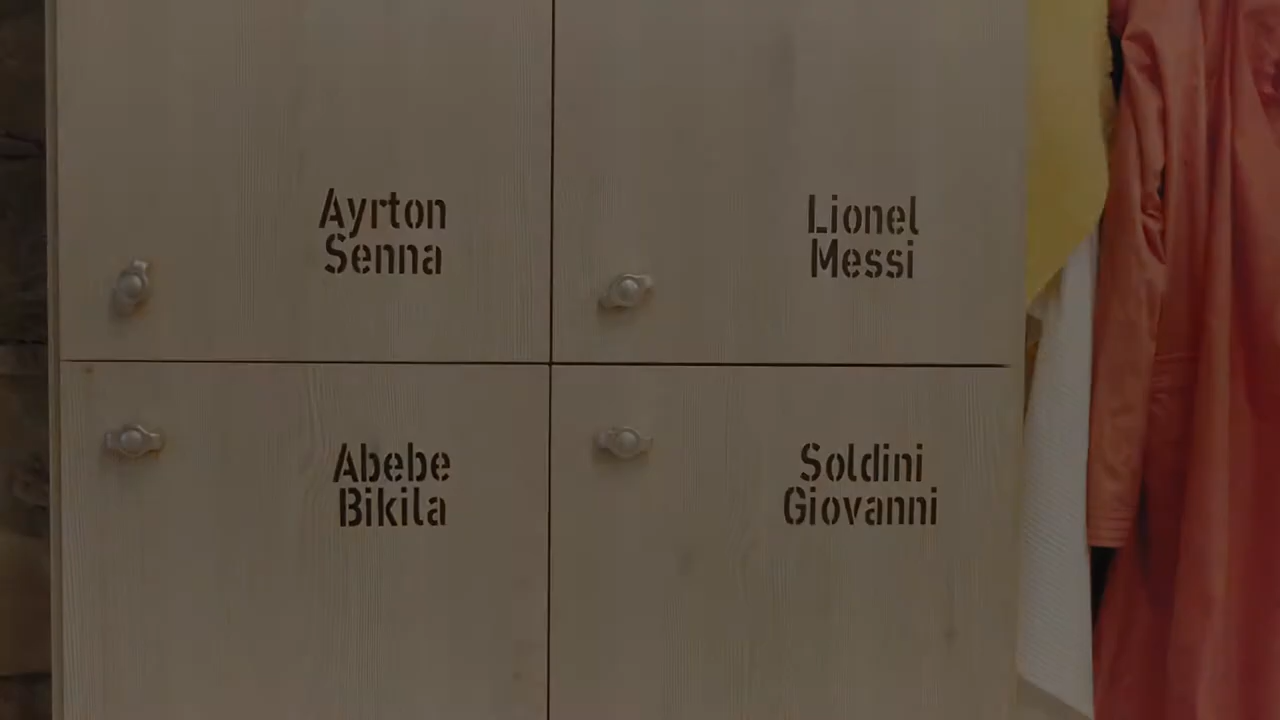 Ayrton
Senna
Lionel
Messi
Abebe
Bikila
Soldini
Giovanni